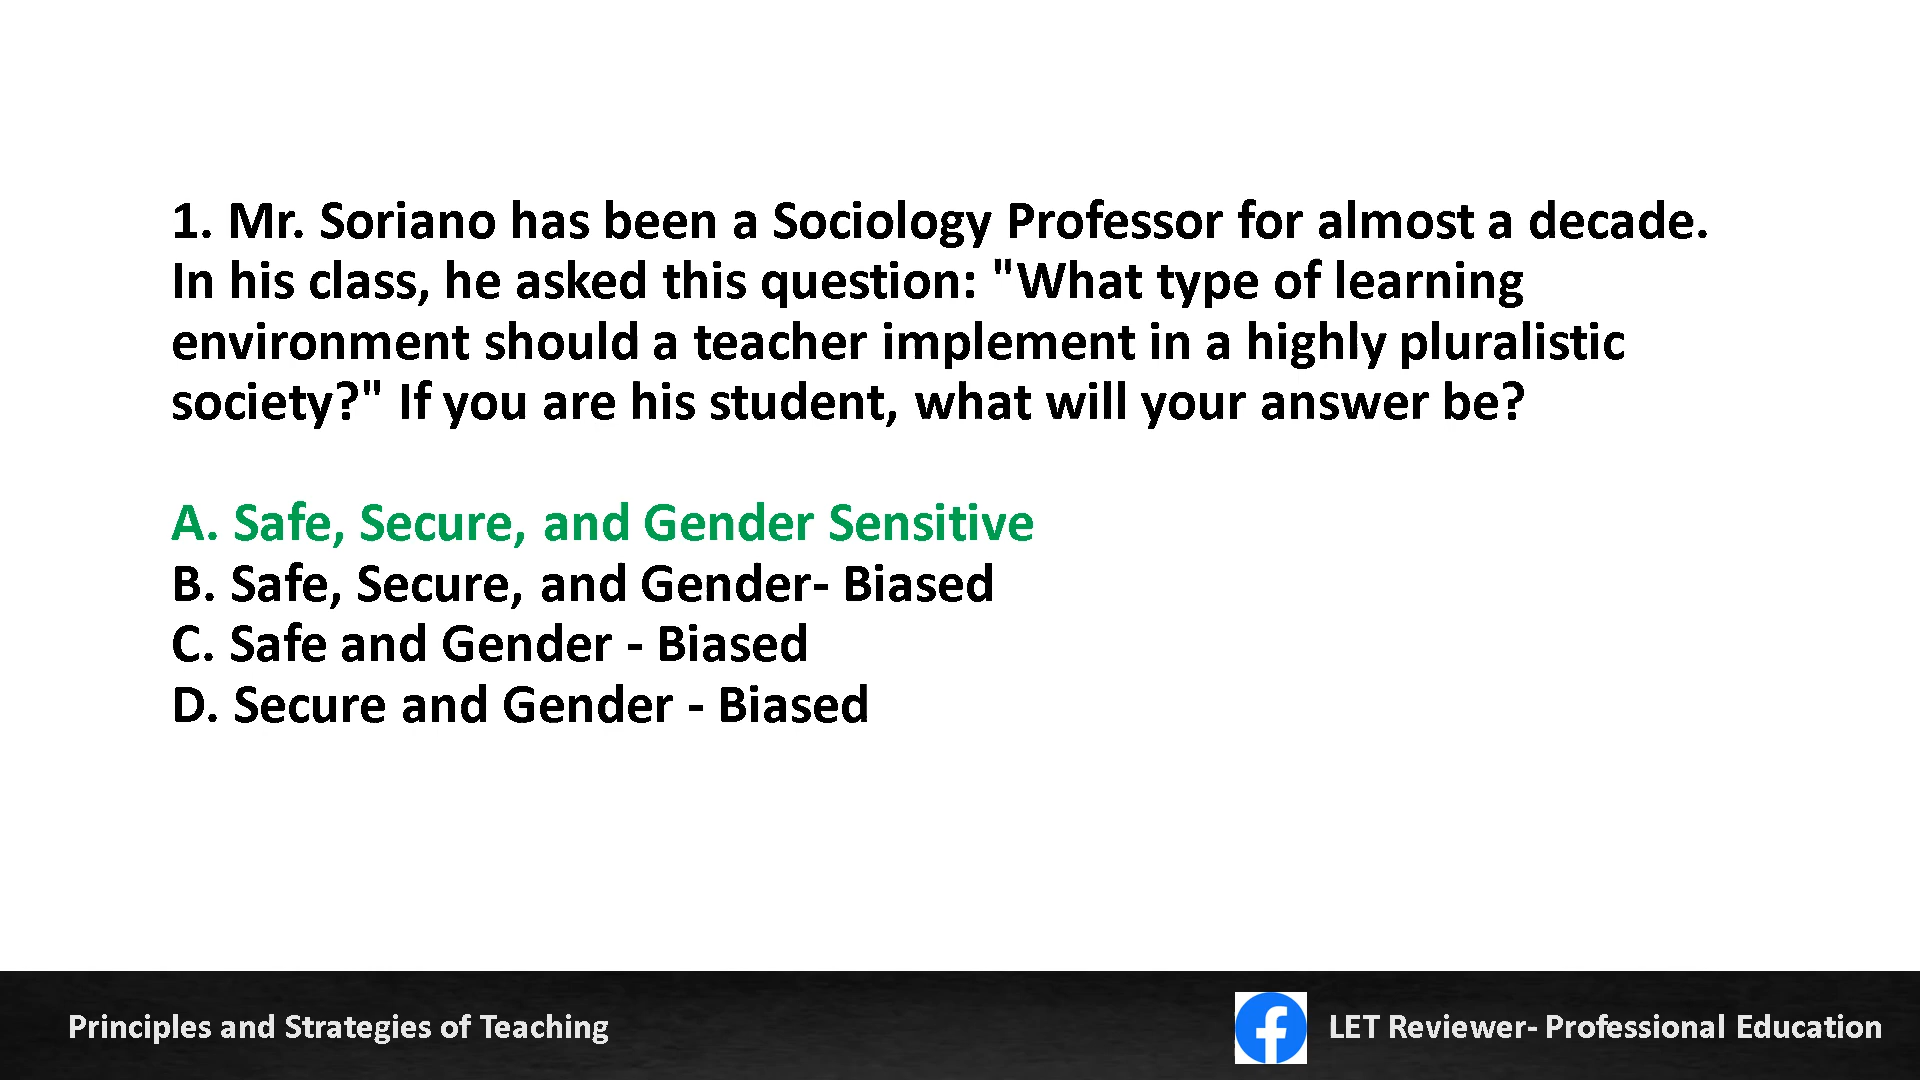 1. Mr. Soriano has been a Sociology Professor for almost a decade.
In his class, he asked this question: "What type of learning
environment should a teacher implement in a highly pluralistic
society?" If you are his student, what will your answer be?
A. Safe, Secure, and Gender Sensitive
B. Safe, Secure, and Gender- Biased
C. Safe and Gender - Biased
D. Secure and Gender - Biased
Principles and Strategies of Teaching
LET Reviewer- Professional Education